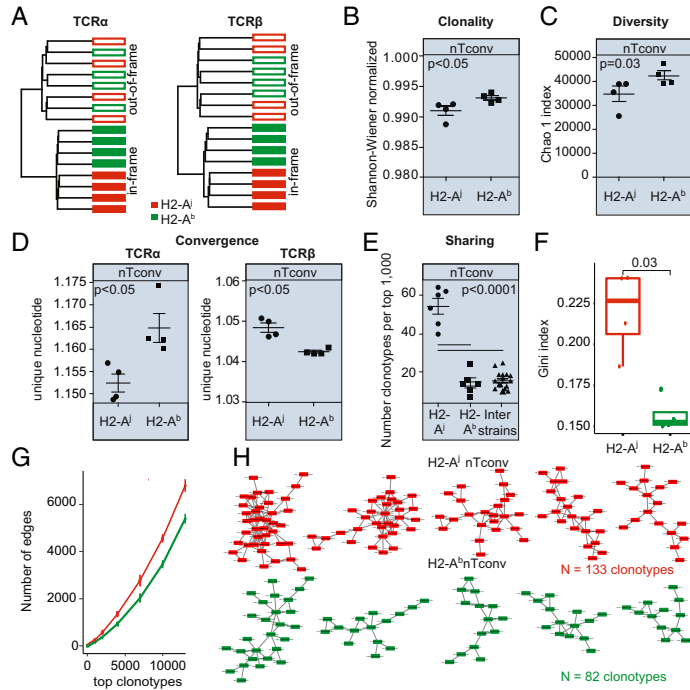 A
TCRα
TCRβ
out-of-frame
in-frame
out-of-frame
in-frame
H2-Aʲ
H2-Aᵇ
B
Clonality
nTconv
p<0.05
Shannon-Wiener normalized
1.000
0.995
0.990
0.985
0.980
H2-Aʲ
H2-Aᵇ
C
Diversity
nTconv
p=0.03
Chao 1 index
50000
40000
30000
20000
10000
0
H2-Aʲ
H2-Aᵇ
D
Convergence
TCRα
nTconv
p<0.05
unique nucleotide
1.175
1.170
1.165
1.160
1.155
1.150
H2-Aʲ
H2-Aᵇ
TCRβ
nTconv
p<0.05
unique nucleotide
1.06
1.05
1.04
1.03
H2-Aʲ
H2-Aᵇ
E
Sharing
nTconv
p<0.0001
Number clonotypes per top 1,000
60
40
20
H2-
Aʲ
H2-
Aᵇ
Inter
strains
F
0.03
Gini index
0.225
0.200
0.175
0.150
H2-Aʲ
H2-Aᵇ
G
Number of edges
6000
4000
2000
0
0
5000
10000
top clonotypes
H
H2-Aʲ nTconv
N = 133 clonotypes
H2-AᵇnTconv
N = 82 clonotypes